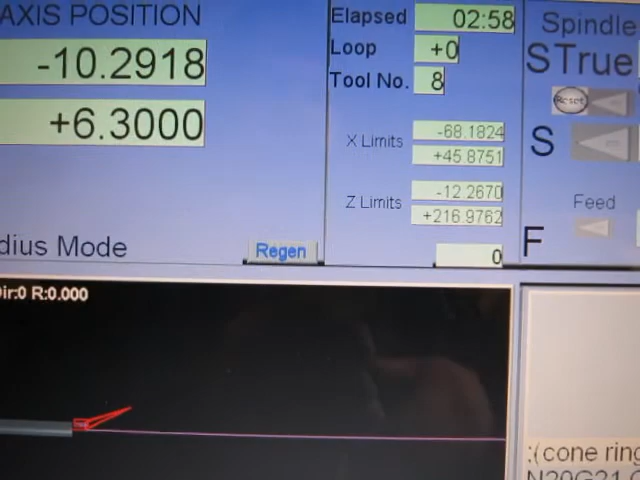 AXIS POSITION
-10.2918
+6.3000
dius Mode
Regen
Elapsed 02:58
Loop +0
Tool No. 8
X Limits -68.1824
+45.8751
Z Limits -12.2670
+216.9762
0
Spindle
STrue
Reset
S
Feed
F
Dir:0 R:0.000
:(cone ring
N20G21